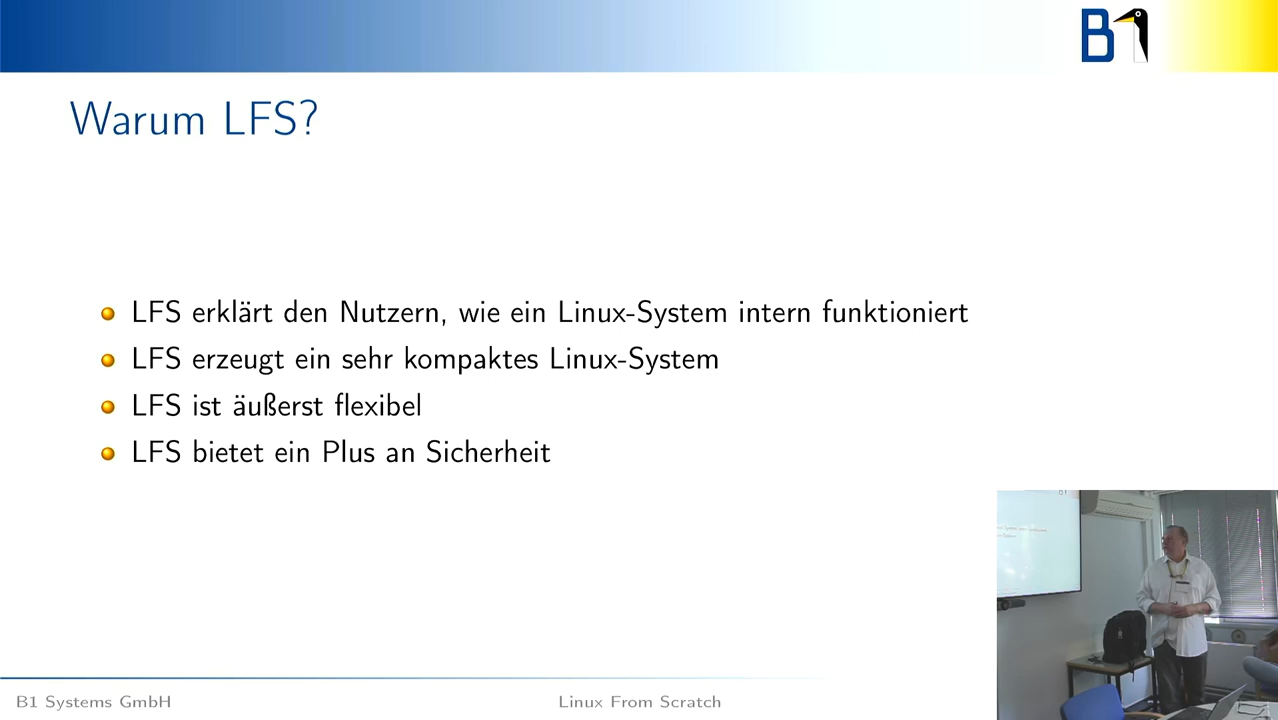 B1
Warum LFS?
LFS erklärt den Nutzern, wie ein Linux-System intern funktioniert
LFS erzeugt ein sehr kompaktes Linux-System
LFS ist äußerst flexibel
LFS bietet ein Plus an Sicherheit
B1 Systems GmbH
Linux From Scratch